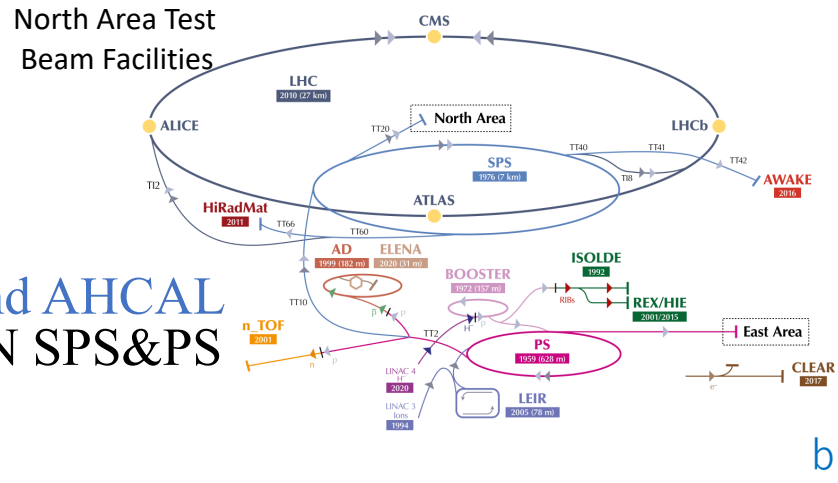 North Area Test
Beam Facilities
CMS
LHC
2010 (27 km)
ALICE
TT20
North Area
LHCb
TT40
TT41
SPS
1976 (7 km)
TT42
TI8
TI2
AWAKE
2016
HiRadMat
2011
TT66
ATLAS
TT60
AD
1999 (182 m)
ELENA
2020 (31 m)
ISOLDE
1992
BOOSTER
1972 (157 m)
RIBs
REX/HIE
2001/2015
nd AHCAL
TT10
p
p
H-
p
n_TOF
2001
N SPS&PS
TT2
East Area
PS
1959 (628 m)
n
p
LINAC 4
H-
2020
CLEAR
2017
e-
LINAC 3
Ions
1994
LEIR
2005 (78 m)
b